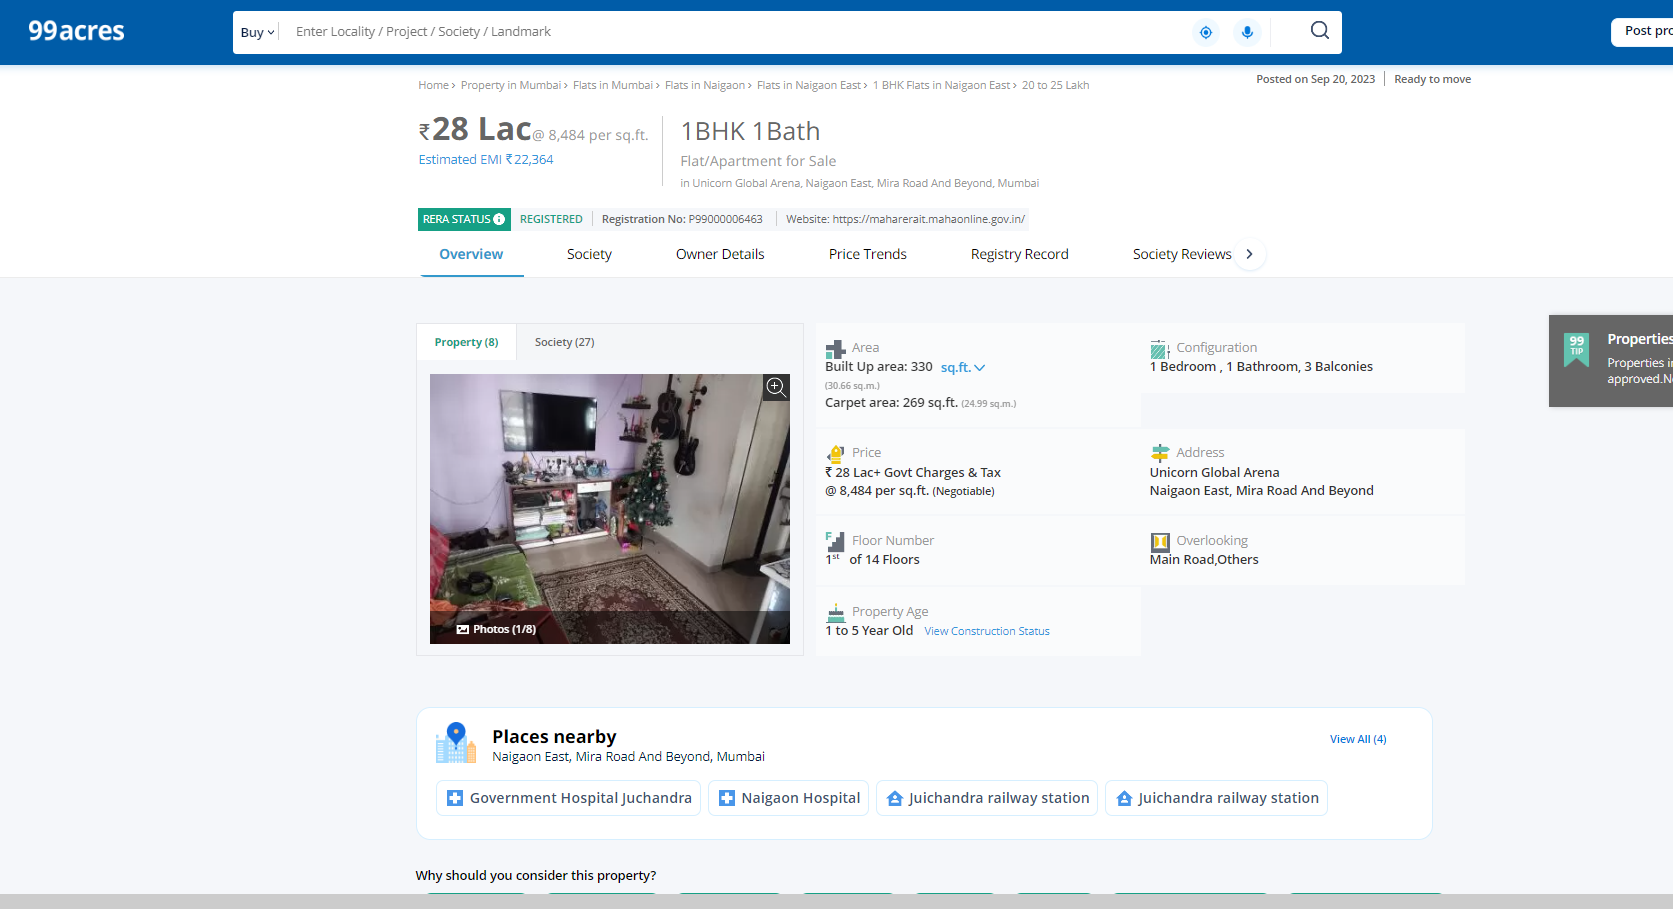 99acres
Buy
Enter Locality / Project / Society / Landmark
Post
Home › Property in Mumbai › Flats in Mumbai › Flats in Naigaon › Flats in Naigaon East › 1 BHK Flats in Naigaon East › 20 to 25 Lakh
Posted on Sep 20, 2023 Ready to move
₹28 Lac @ 8,484 per sq.ft.
Estimated EMI ₹22,364
1BHK 1Bath
Flat/Apartment for Sale
in Unicorn Global Arena, Naigaon East, Mira Road And Beyond, Mumbai
RERA STATUS REGISTERED Registration No: P99000006463 Website: https://maharerait.mahaonline.gov.in/
Overview Society Owner Details Price Trends Registry Record Society Reviews
Property (8) Society (27)
Photos (1/8)
Area
Built Up area: 330 sq.ft.
(30.66 sq.m.)
Carpet area: 269 sq.ft. (24.99 sq.m.)
Configuration
1 Bedroom , 1 Bathroom, 3 Balconies
Price
₹ 28 Lac+ Govt Charges & Tax
@ 8,484 per sq.ft. (Negotiable)
Address
Unicorn Global Arena
Naigaon East, Mira Road And Beyond
F
Floor Number
1st of 14 Floors
Overlooking
Main Road,Others
Property Age
1 to 5 Year Old View Construction Status
99
TIP
Properties
Properties
approved.
Places nearby
Naigaon East, Mira Road And Beyond, Mumbai
View All (4)
Government Hospital Juchandra Naigaon Hospital Juichandra railway station Juichandra railway station
Why should you consider this property?